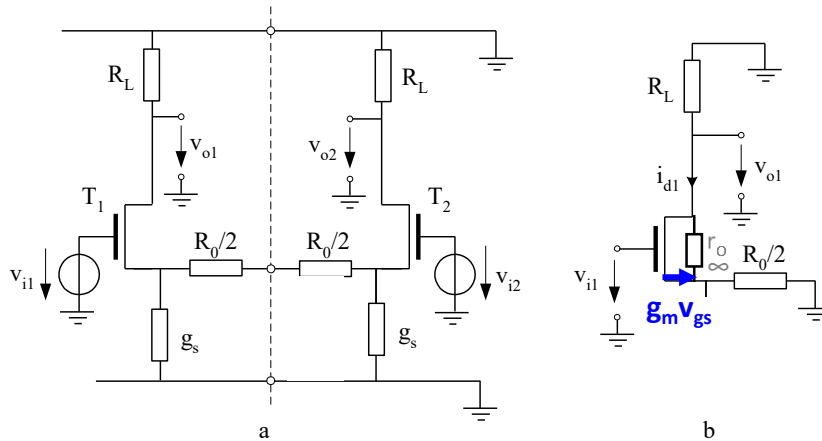 R_L
R_L
v_o1
v_o2
T_1
T_2
R_0/2
R_0/2
v_i1
v_i2
g_s
g_s
a
R_L
v_o1
i_d1
r_o
∞
R_0/2
v_i1
g_m v_gs
b